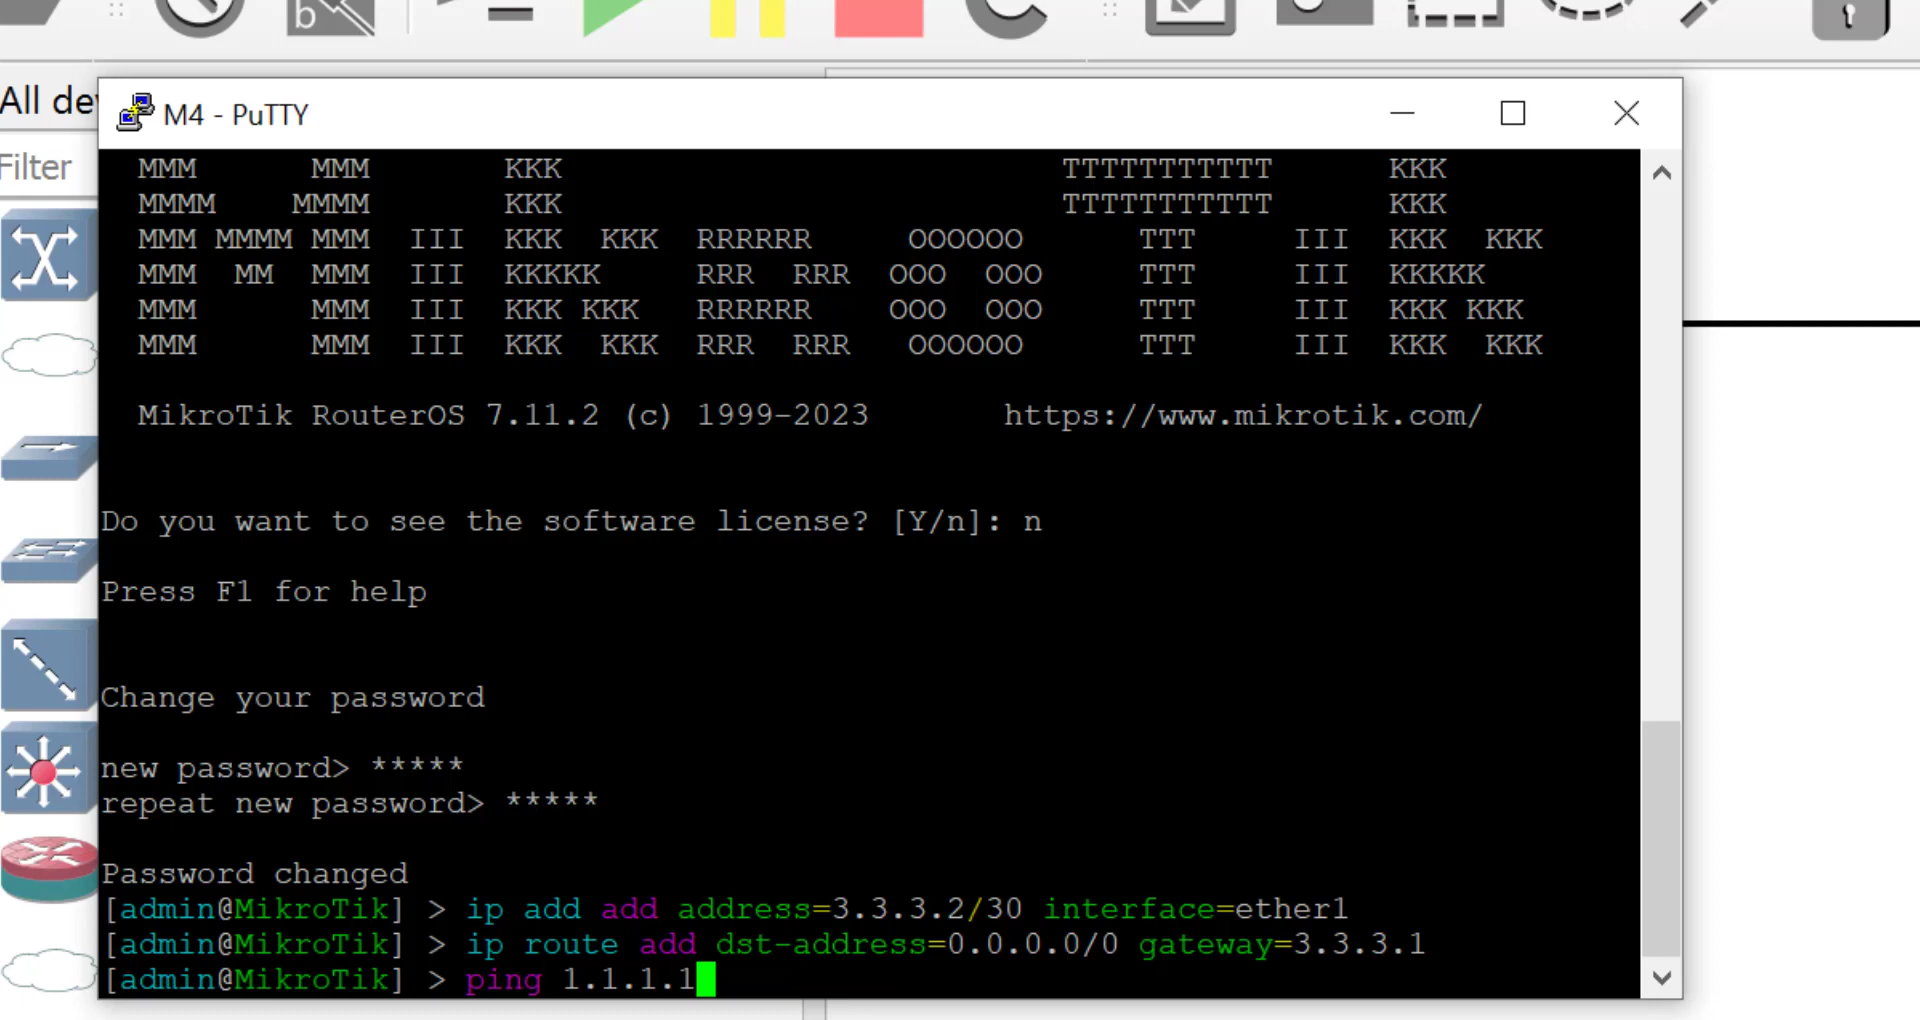 All dev
M4 - PuTTY
Filter
MMM      MMM       KKK                          TTTTTTTTTTT      KKK
MMMM    MMMM       KKK                          TTTTTTTTTTT      KKK
MMM MMMM MMM  III  KKK  KKK  RRRRRR     OOOOOO      TTT     III  KKK  KKK
MMM  MM  MMM  III  KKKKK     RRR  RRR  OOO  OOO     TTT     III  KKKKK
MMM      MMM  III  KKK KKK   RRRRRR    OOO  OOO     TTT     III  KKK KKK
MMM      MMM  III  KKK  KKK  RRR  RRR   OOOOOO      TTT     III  KKK  KKK
MikroTik RouterOS 7.11.2 (c) 1999-2023       https://www.mikrotik.com/
Do you want to see the software license? [Y/n]: n
Press F1 for help
Change your password
new password> *****
repeat new password> *****
Password changed
[admin@MikroTik] > ip add add address=3.3.3.2/30 interface=ether1
[admin@MikroTik] > ip route add dst-address=0.0.0.0/0 gateway=3.3.3.1
[admin@MikroTik] > ping 1.1.1.1